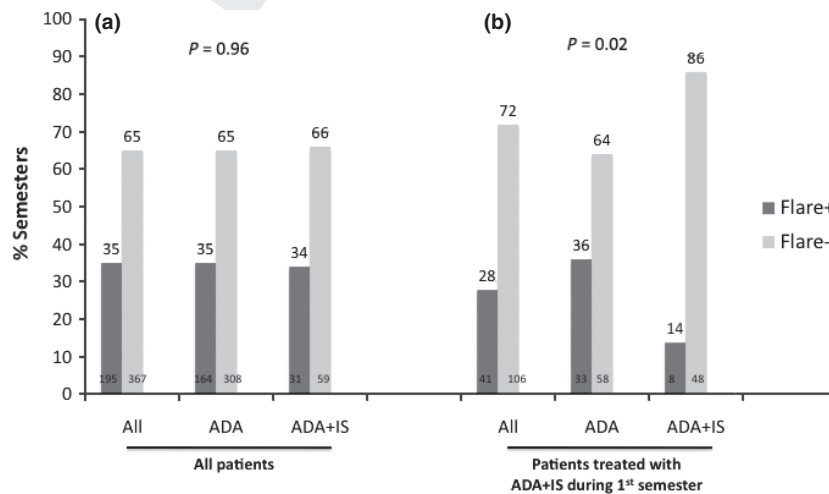 100
(a)
(b)
P = 0.96
P = 0.02
90
80
70
60
50
40
30
20
10
0
% Semesters
35 65 35 65 34 66
28 72 36 64 14 86
195 367 164 308 31 59
41 106 33 58 8 48
Flare+
Flare-
All ADA ADA+IS
All ADA ADA+IS
All patients
Patients treated with
ADA+IS during 1st semester